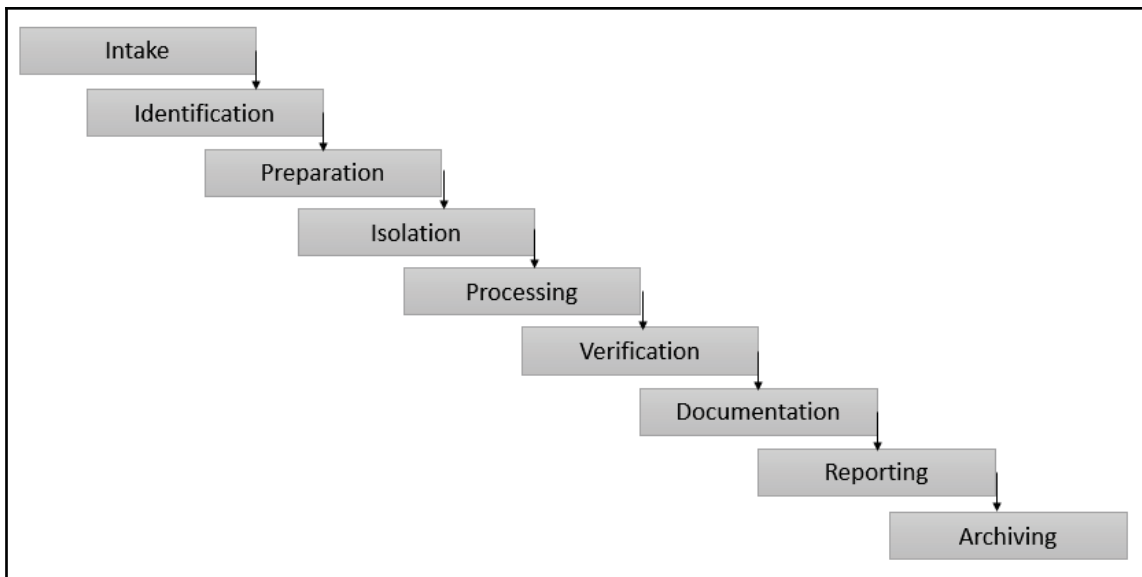 Intake
Identification
Preparation
Isolation
Processing
Verification
Documentation
Reporting
Archiving